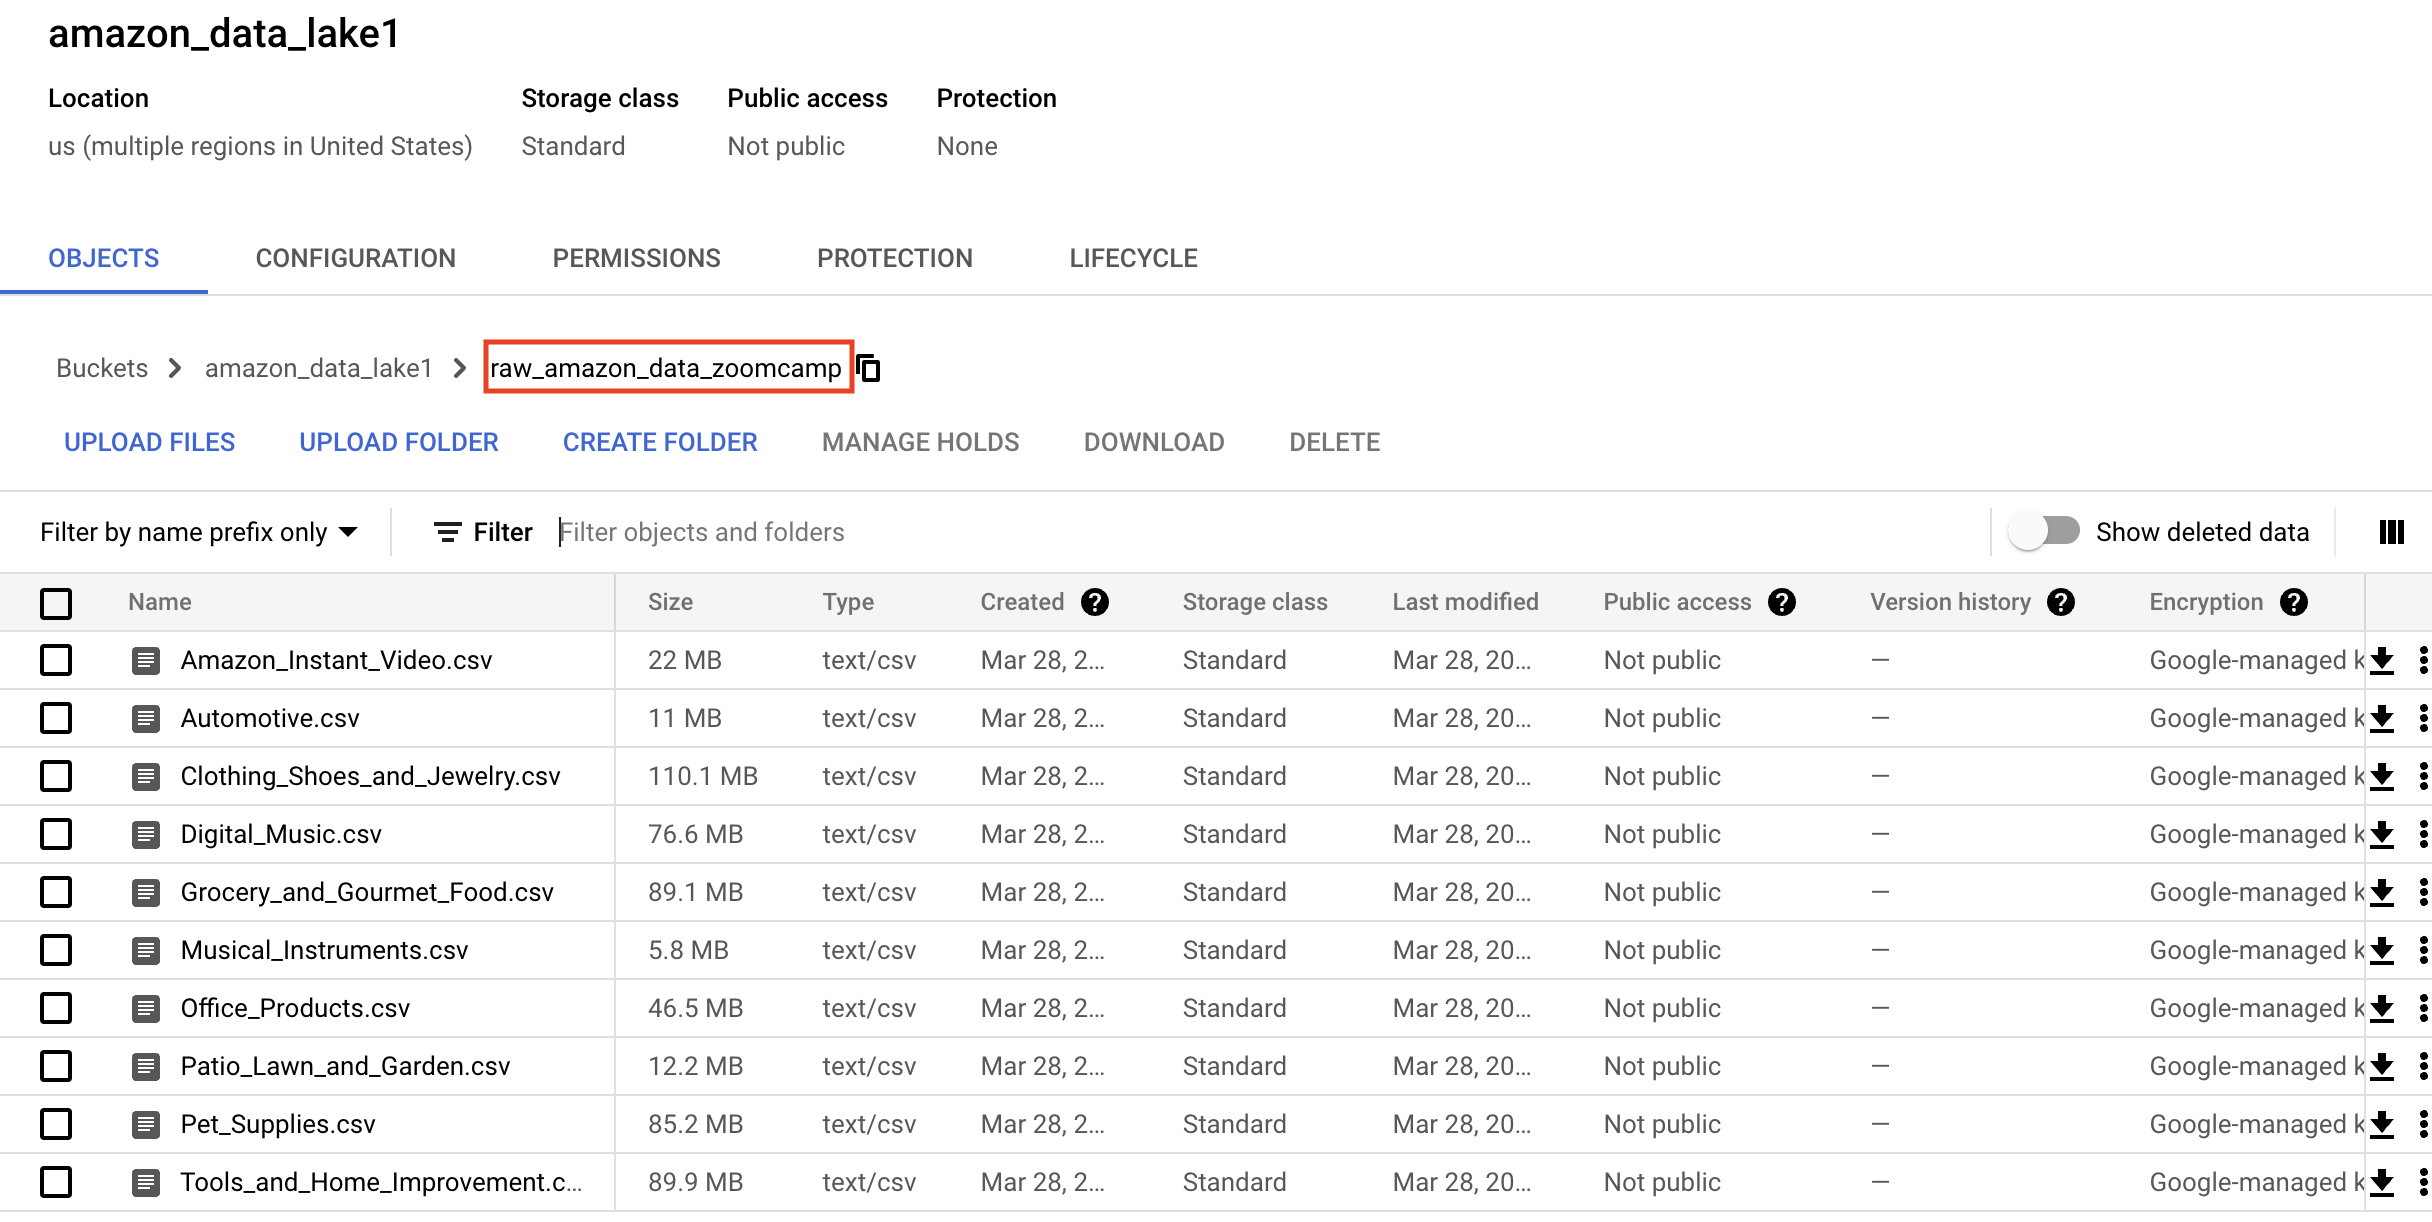 amazon_data_lake1
Location Storage class Public access Protection
us (multiple regions in United States) Standard Not public None
OBJECTS CONFIGURATION PERMISSIONS PROTECTION LIFECYCLE
Buckets > amazon_data_lake1 > raw_amazon_data_zoomcamp
UPLOAD FILES UPLOAD FOLDER CREATE FOLDER MANAGE HOLDS DOWNLOAD DELETE
Filter by name prefix only Filter Filter objects and folders Show deleted data
Name Size Type Created ? Storage class Last modified Public access ? Version history ? Encryption ?
Amazon_Instant_Video.csv 22 MB text/csv Mar 28, 2... Standard Mar 28, 20... Not public — Google-managed k
Automotive.csv 11 MB text/csv Mar 28, 2... Standard Mar 28, 20... Not public — Google-managed k
Clothing_Shoes_and_Jewelry.csv 110.1 MB text/csv Mar 28, 2... Standard Mar 28, 20... Not public — Google-managed k
Digital_Music.csv 76.6 MB text/csv Mar 28, 2... Standard Mar 28, 20... Not public — Google-managed k
Grocery_and_Gourmet_Food.csv 89.1 MB text/csv Mar 28, 2... Standard Mar 28, 20... Not public — Google-managed k
Musical_Instruments.csv 5.8 MB text/csv Mar 28, 2... Standard Mar 28, 20... Not public — Google-managed k
Office_Products.csv 46.5 MB text/csv Mar 28, 2... Standard Mar 28, 20... Not public — Google-managed k
Patio_Lawn_and_Garden.csv 12.2 MB text/csv Mar 28, 2... Standard Mar 28, 20... Not public — Google-managed k
Pet_Supplies.csv 85.2 MB text/csv Mar 28, 2... Standard Mar 28, 20... Not public — Google-managed k
Tools_and_Home_Improvement.c... 89.9 MB text/csv Mar 28, 2... Standard Mar 28, 20... Not public — Google-managed k